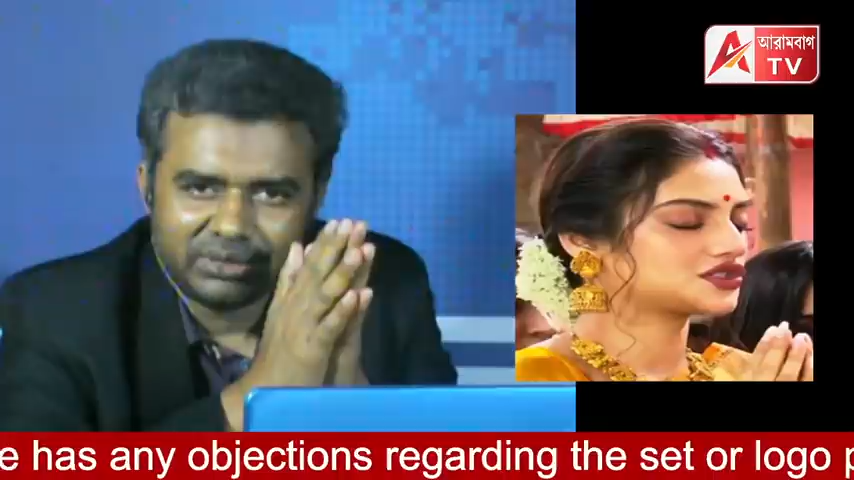 আরামবাগ
TV
e has any objections regarding the set or logo p